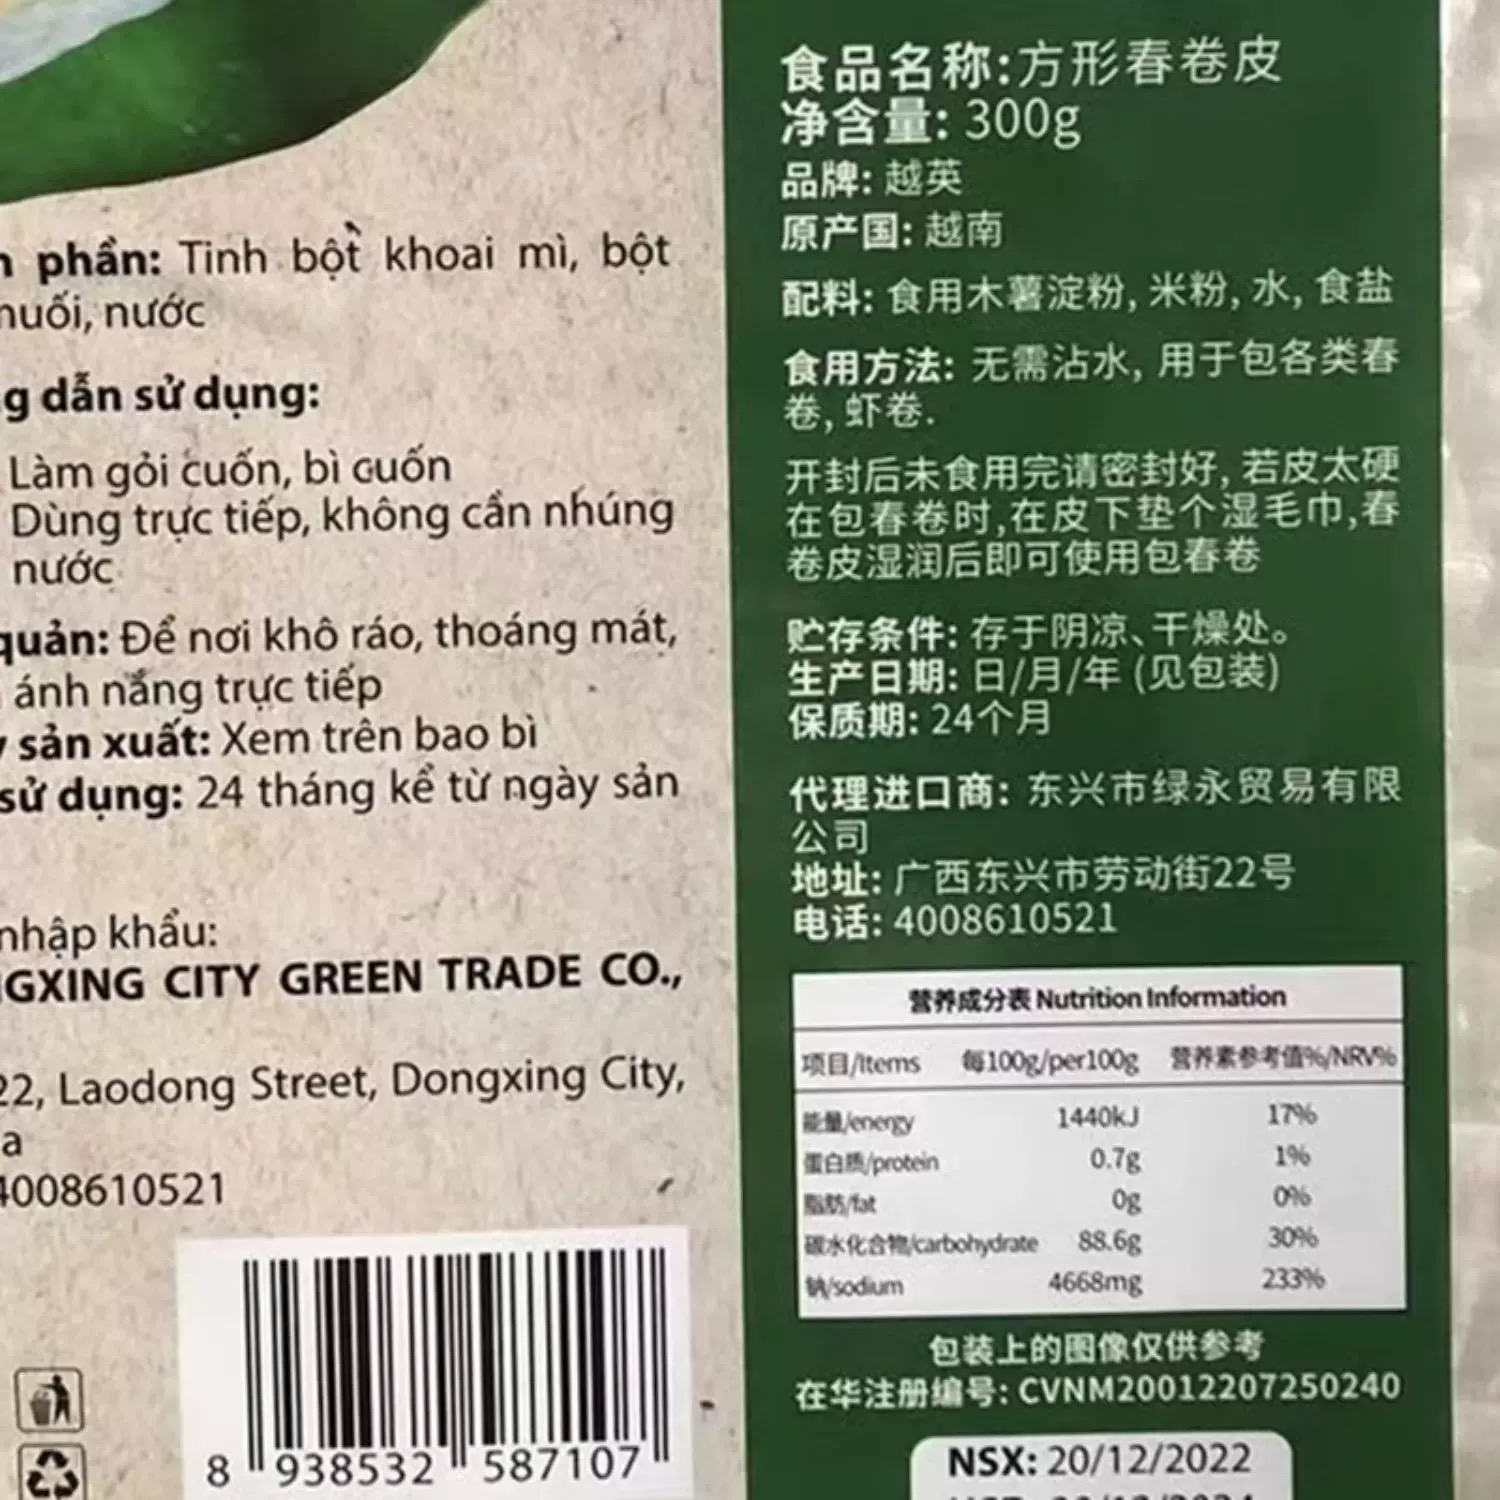 phần: Tinh bột khoai mì, bột
muối, nước
dẫn sử dụng:
Làm gỏi cuốn, bì cuốn
Dùng trực tiếp, không cần nhúng
nước
quản: Để nơi khô ráo, thoáng mát,
ánh nắng trực tiếp
sản xuất: Xem trên bao bì
sử dụng: 24 tháng kể từ ngày sản
nhập khẩu:
GXING CITY GREEN TRADE CO.,
22, Laodong Street, Dongxing City,
a
4008610521
8 938532 587107
食品名称:方形春卷皮
净含量: 300g
品牌: 越英
原产国: 越南
配料: 食用木薯淀粉, 米粉, 水, 食盐
食用方法: 无需沾水, 用于包各类春
卷, 虾卷.
开封后未食用完请密封好, 若皮太硬
在包春卷时,在皮下垫个湿毛巾,春
卷皮湿润后即可使用包春卷
贮存条件: 存于阴凉、干燥处。
生产日期: 日/月/年 (见包装)
保质期: 24个月
代理进口商: 东兴市绿永贸易有限
公司
地址: 广西东兴市劳动街22号
电话: 4008610521
营养成分表 Nutrition Information
项目/Items 每100g/per100g 营养素参考值%/NRV%
能量/energy 1440kJ 17%
蛋白质/protein 0.7g 1%
脂肪/fat 0g 0%
碳水化合物/carbohydrate 88.6g 30%
钠/sodium 4668mg 233%
包装上的图像仅供参考
在华注册编号: CVNM20012207250240
NSX: 20/12/2022